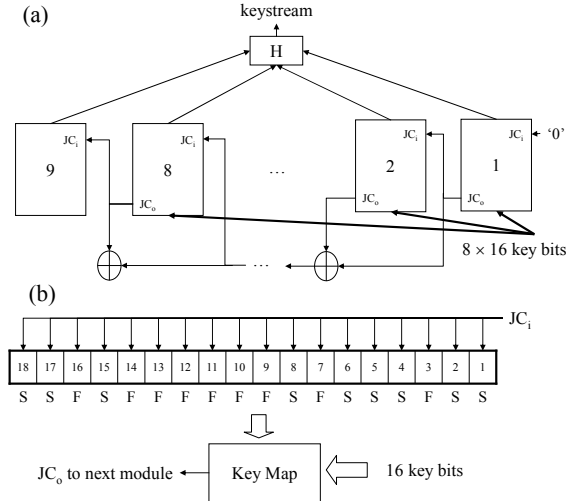 (a)
keystream
H
JCi
JCi
JCi
JCi
'0'
9
8
...
2
1
JCo
JCo
JCo
8 × 16 key bits
...
(b)
JCi
18 17 16 15 14 13 12 11 10 9 8 7 6 5 4 3 2 1
S S F S F F F F F F S F S S S F S S
JCo to next module
Key Map
16 key bits